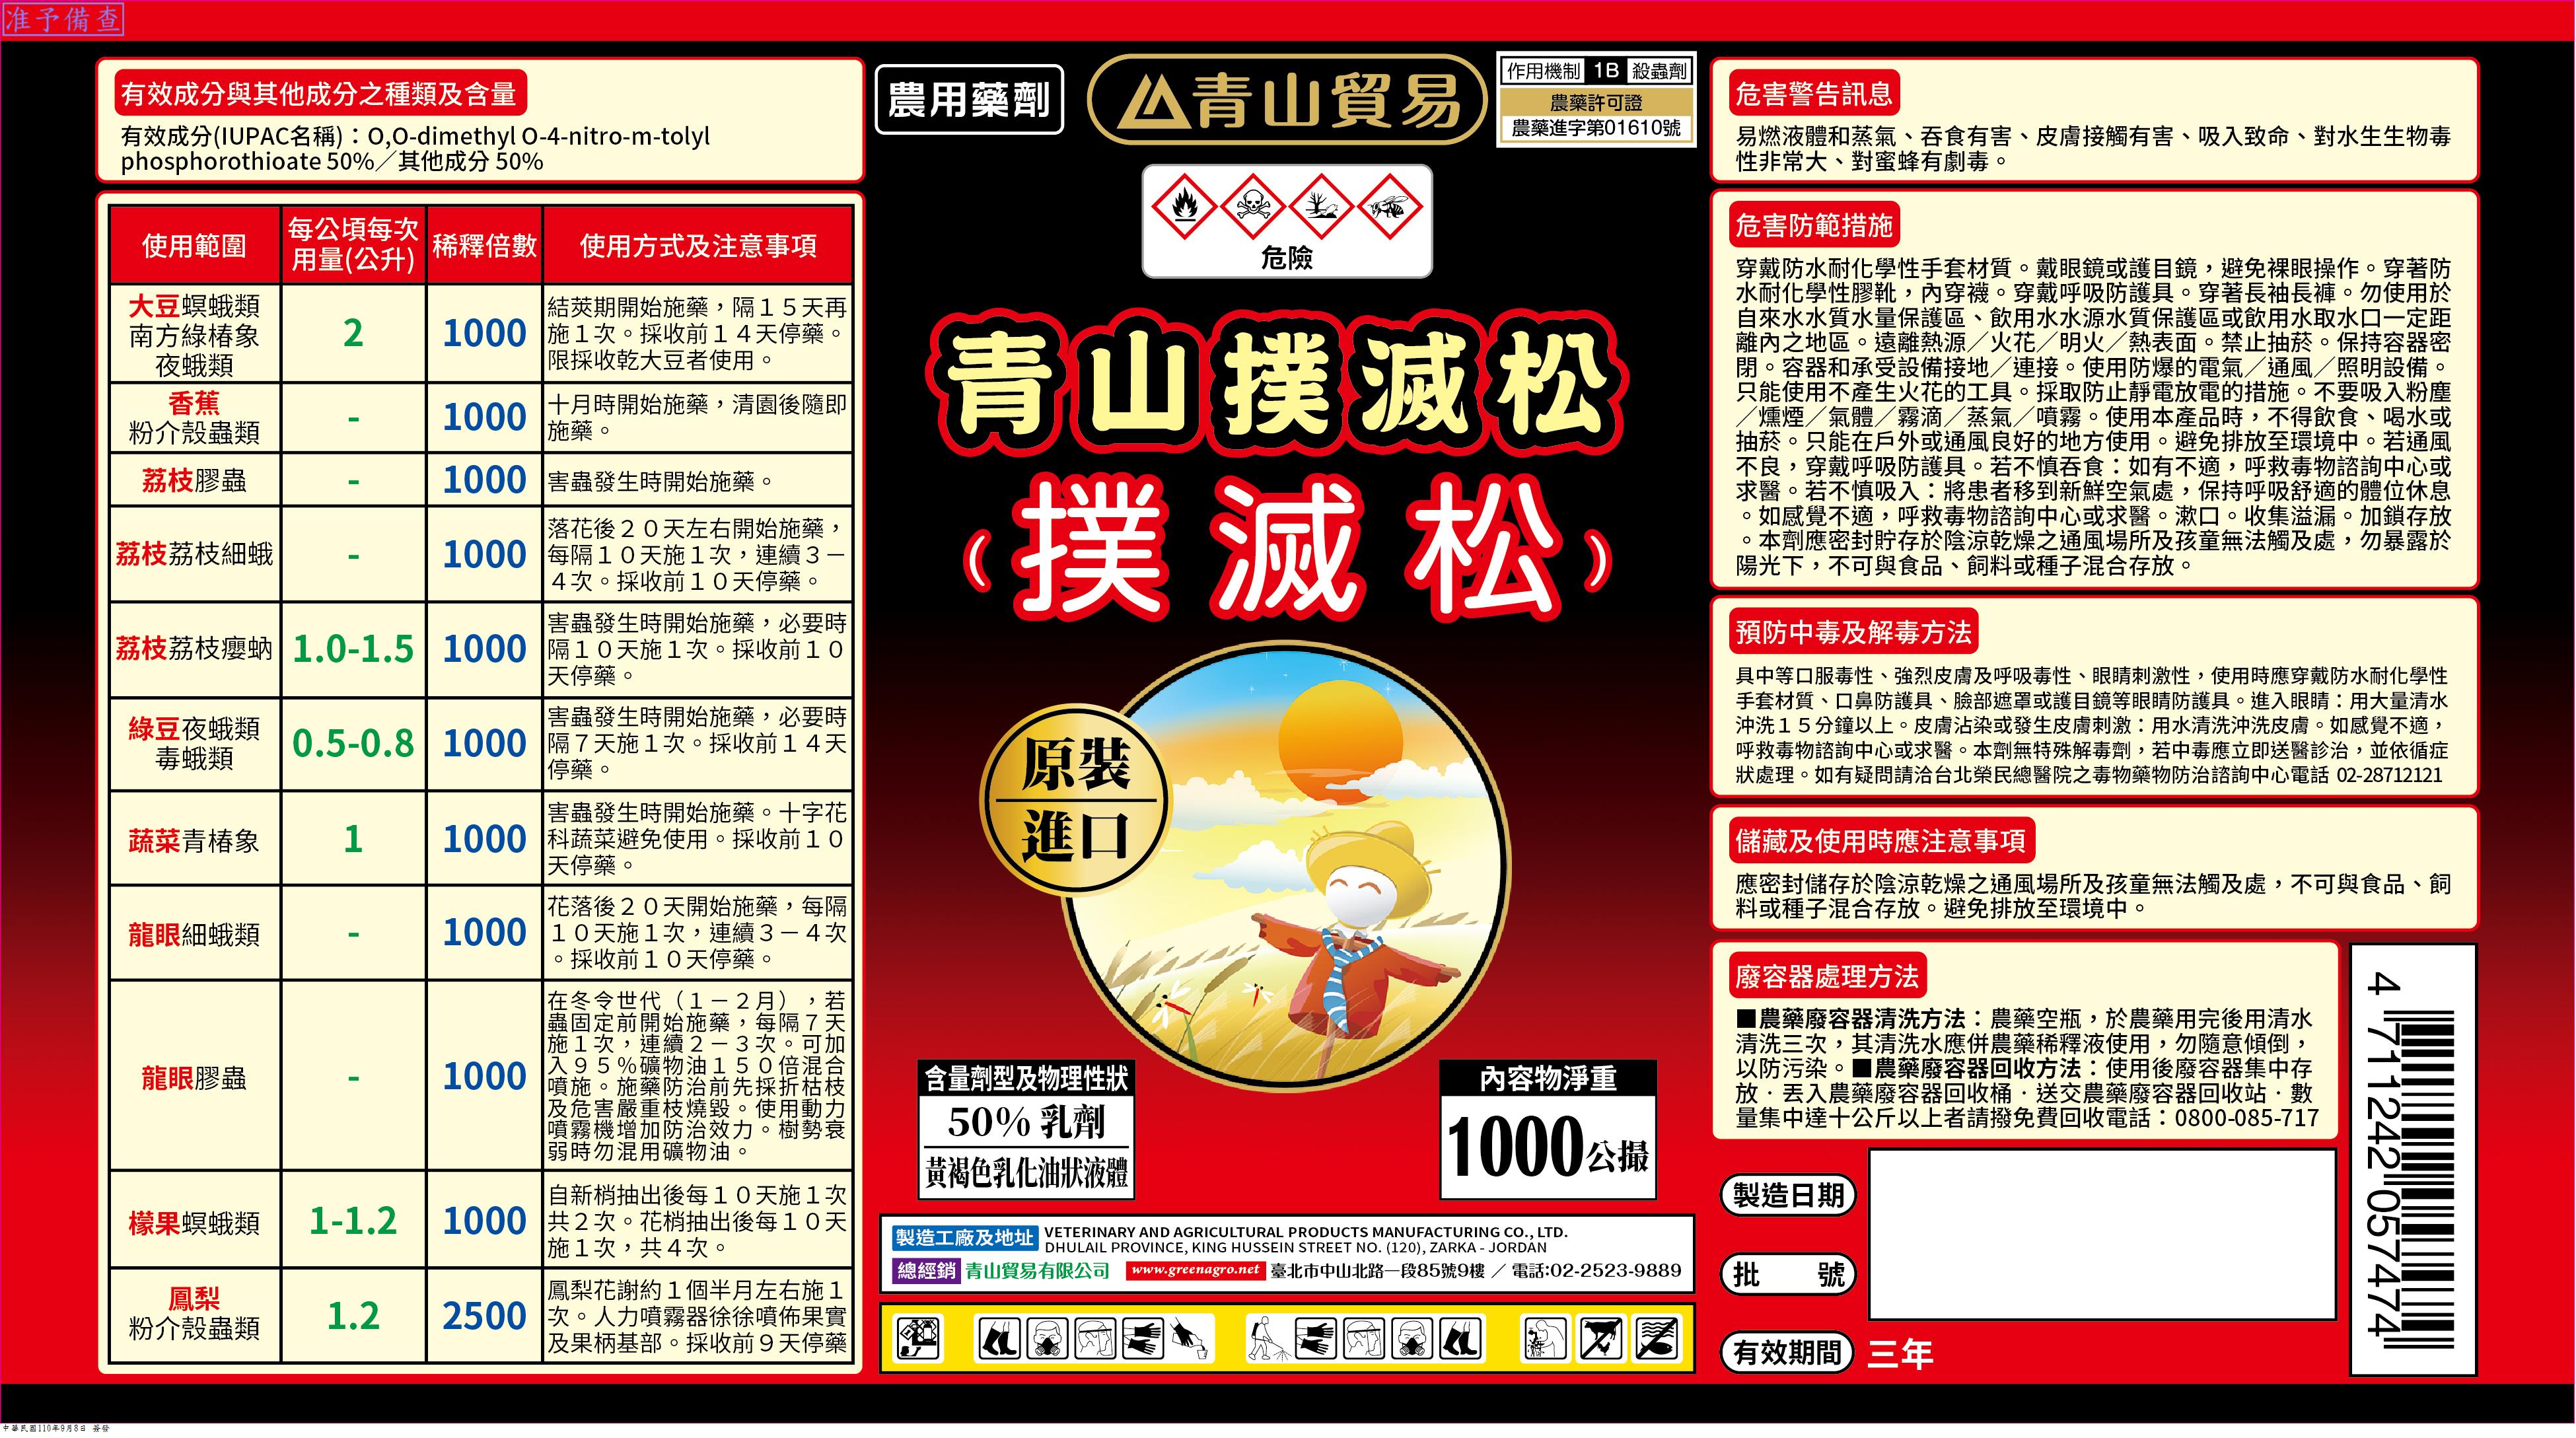 准予備查
有效成分與其他成分之種類及含量
有效成分(IUPAC名稱)：O,O-dimethyl O-4-nitro-m-tolyl
phosphorothioate 50%／其他成分 50%
使用範圍
每公頃每次
用量(公升)
稀釋倍數
使用方式及注意事項
大豆螟蛾類
南方綠椿象
夜蛾類
2
1000
結莢期開始施藥，隔１５天再
施１次。採收前１４天停藥。
限採收乾大豆者使用。
香蕉
粉介殼蟲類
-
1000
十月時開始施藥，清園後隨即
施藥。
荔枝膠蟲
-
1000
害蟲發生時開始施藥。
荔枝荔枝細蛾
-
1000
落花後２０天左右開始施藥，
每隔１０天施１次，連續３－
４次。採收前１０天停藥。
荔枝荔枝癭蚋
1.0-1.5
1000
害蟲發生時開始施藥，必要時
隔１０天施１次。採收前１０
天停藥。
綠豆夜蛾類
毒蛾類
0.5-0.8
1000
害蟲發生時開始施藥，必要時
隔７天施１次。採收前１４天
停藥。
蔬菜青椿象
1
1000
害蟲發生時開始施藥。十字花
科蔬菜避免使用。採收前１０
天停藥。
龍眼細蛾類
-
1000
花落後２０天開始施藥，每隔
１０天施１次，連續３－４次
。採收前１０天停藥。
龍眼膠蟲
-
1000
在冬令世代（１－２月），若
蟲固定前開始施藥，每隔７天
施１次，連續２－３次。可加
入９５％礦物油１５０倍混合
噴施。施藥防治前先採折枯枝
及危害嚴重枝燒毀。使用動力
噴霧機增加防治效力。樹勢衰
弱時勿混用礦物油。
檬果螟蛾類
1-1.2
1000
自新梢抽出後每１０天施１次
共２次。花梢抽出後每１０天
施１次，共４次。
鳳梨
粉介殼蟲類
1.2
2500
鳳梨花謝約１個半月左右施１
次。人力噴霧器徐徐噴佈果實
及果柄基部。採收前９天停藥
農用藥劑
青山貿易
作用機制 1B 殺蟲劑
農藥許可證
農藥進字第01610號
危險
青山撲滅松
（撲滅松）
原裝
進口
含量劑型及物理性狀
50% 乳劑
黃褐色乳化油狀液體
內容物淨重
1000公撮
製造工廠及地址 VETERINARY AND AGRICULTURAL PRODUCTS MANUFACTURING CO., LTD.
DHULAIL PROVINCE, KING HUSSEIN STREET NO. (120), ZARKA - JORDAN
總經銷 青山貿易有限公司 www.greenagro.net 臺北市中山北路一段85號9樓 ／ 電話:02-2523-9889
危害警告訊息
易燃液體和蒸氣、吞食有害、皮膚接觸有害、吸入致命、對水生生物毒
性非常大、對蜜蜂有劇毒。
危害防範措施
穿戴防水耐化學性手套材質。戴眼鏡或護目鏡，避免裸眼操作。穿著防
水耐化學性膠靴，內穿襪。穿戴呼吸防護具。穿著長袖長褲。勿使用於
自來水水質水量保護區、飲用水水源水質保護區或飲用水取水口一定距
離內之地區。遠離熱源／火花／明火／熱表面。禁止抽菸。保持容器密
閉。容器和承受設備接地／連接。使用防爆的電氣／通風／照明設備。
只能使用不產生火花的工具。採取防止靜電放電的措施。不要吸入粉塵
／燻煙／氣體／霧滴／蒸氣／噴霧。使用本產品時，不得飲食、喝水或
抽菸。只能在戶外或通風良好的地方使用。避免排放至環境中。若通風
不良，穿戴呼吸防護具。若不慎吞食：如有不適，呼救毒物諮詢中心或
求醫。若不慎吸入：將患者移到新鮮空氣處，保持呼吸舒適的體位休息
。如感覺不適，呼救毒物諮詢中心或求醫。漱口。收集溢漏。加鎖存放
。本劑應密封貯存於陰涼乾燥之通風場所及孩童無法觸及處，勿暴露於
陽光下，不可與食品、飼料或種子混合存放。
預防中毒及解毒方法
具中等口服毒性、強烈皮膚及呼吸毒性、眼睛刺激性，使用時應穿戴防水耐化學性
手套材質、口鼻防護具、臉部遮罩或護目鏡等眼睛防護具。進入眼睛：用大量清水
沖洗１５分鐘以上。皮膚沾染或發生皮膚刺激：用水清洗沖洗皮膚。如感覺不適，
呼救毒物諮詢中心或求醫。本劑無特殊解毒劑，若中毒應立即送醫診治，並依循症
狀處理。如有疑問請洽台北榮民總醫院之毒物藥物防治諮詢中心電話 02-28712121
儲藏及使用時應注意事項
應密封儲存於陰涼乾燥之通風場所及孩童無法觸及處，不可與食品、飼
料或種子混合存放。避免排放至環境中。
廢容器處理方法
■農藥廢容器清洗方法：農藥空瓶，於農藥用完後用清水
清洗三次，其清洗水應併農藥稀釋液使用，勿隨意傾倒，
以防污染。■農藥廢容器回收方法：使用後廢容器集中存
放‧丟入農藥廢容器回收桶‧送交農藥廢容器回收站‧數
量集中達十公斤以上者請撥免費回收電話：0800-085-717
製造日期
批　　號
有效期間 三年
4 711242 057474
中華民國110年9月8日 簽發